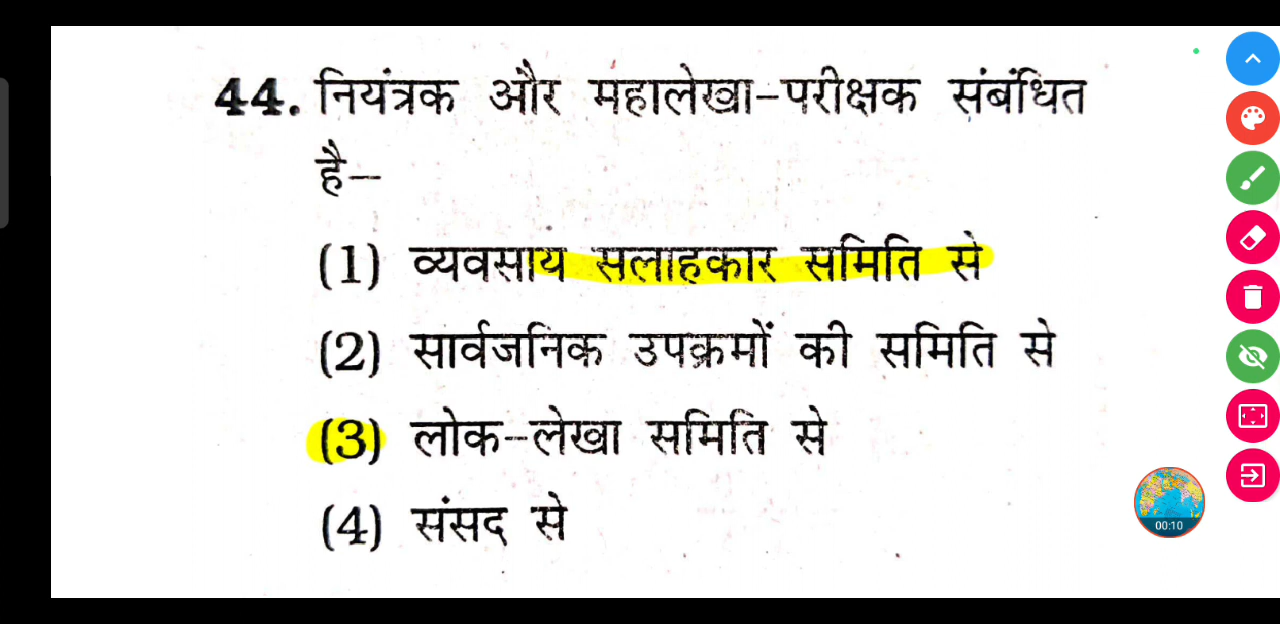 44. नियंत्रक और महालेखा-परीक्षक संबंधित
है–
(1) व्यवसाय सलाहकार समिति से
(2) सार्वजनिक उपक्रमों की समिति से
(3) लोक-लेखा समिति से
(4) संसद से
00:10